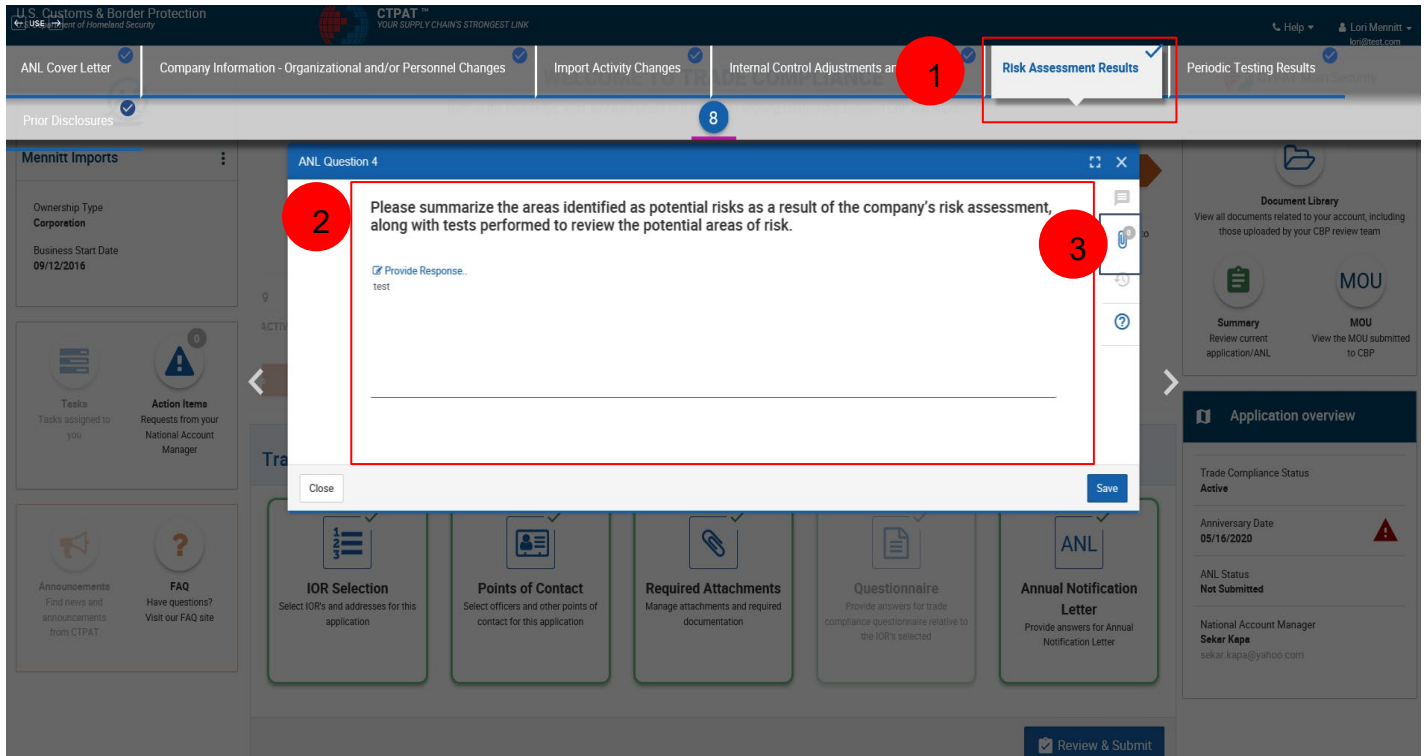 U.S. Customs & Border Protection
← USE → ent of Homeland Security
CTPAT ™
YOUR SUPPLY CHAIN'S STRONGEST LINK
Help
Lori Mennitt
lori@test.com
ANL Cover Letter
Company Information - Organizational and/or Personnel Changes
Import Activity Changes
Internal Control Adjustments an
1
Risk Assessment Results
Periodic Testing Results
Prior Disclosures
8
Mennitt Imports
Ownership Type
Corporation
Business Start Date
09/12/2016
ANL Question 4
2
Please summarize the areas identified as potential risks as a result of the company's risk assessment,
along with tests performed to review the potential areas of risk.
Provide Response..
test
3
0
Close
Save
Document Library
View all documents related to your account, including
those uploaded by your CBP review team
Summary
Review current
application/ANL
MOU
MOU
View the MOU submitted
to CBP
0
Tasks
Tasks assigned to
you
Action Items
Requests from your
National Account
Manager
Announcements
Find news and
announcements
from CTPAT
?
FAQ
Have questions?
Visit our FAQ site
Tra
IOR Selection
Select IOR's and addresses for this
application
Points of Contact
Select officers and other points of
contact for this application
Required Attachments
Manage attachments and required
documentation
Questionnaire
Provide answers for trade
compliance questionnaire relative to
the IOR's selected
ANL
Annual Notification
Letter
Provide answers for Annual
Notification Letter
Review & Submit
Application overview
Trade Compliance Status
Active
Anniversary Date
05/16/2020
ANL Status
Not Submitted
National Account Manager
Sekar Kapa
sekar.kapa@yahoo.com